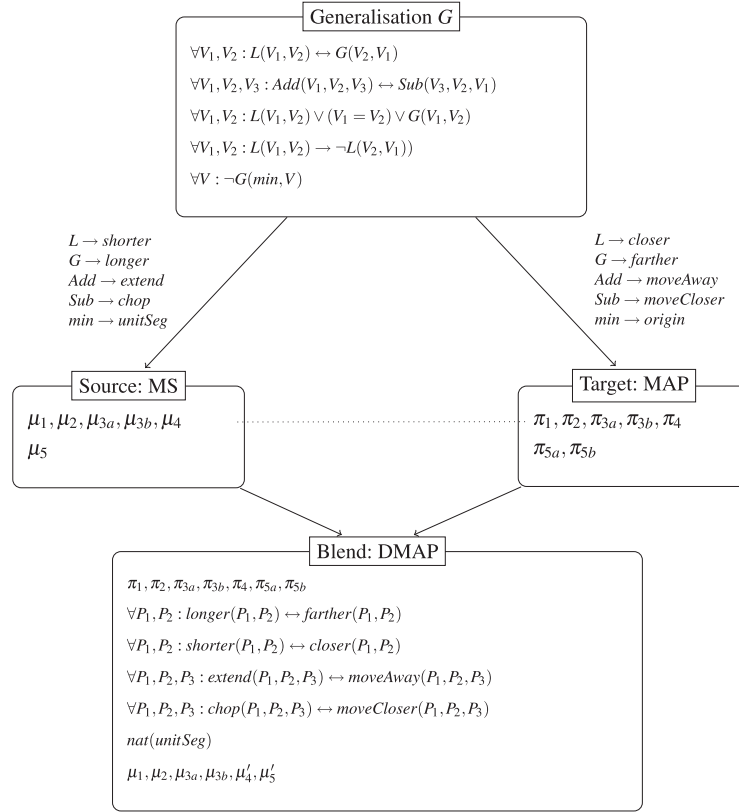 Generalisation G
∀V₁,V₂ : L(V₁,V₂) ↔ G(V₂,V₁)
∀V₁,V₂,V₃ : Add(V₁,V₂,V₃) ↔ Sub(V₃,V₂,V₁)
∀V₁,V₂ : L(V₁,V₂) ∨ (V₁ = V₂) ∨ G(V₁,V₂)
∀V₁,V₂ : L(V₁,V₂) → ¬L(V₂,V₁))
∀V : ¬G(min,V)
L → shorter
G → longer
Add → extend
Sub → chop
min → unitSeg
L → closer
G → farther
Add → moveAway
Sub → moveCloser
min → origin
Source: MS
μ₁, μ₂, μ₃ₐ, μ₃b, μ₄
μ₅
Target: MAP
π₁, π₂, π₃ₐ, π₃b, π₄
π₅ₐ, π₅b
Blend: DMAP
π₁, π₂, π₃ₐ, π₃b, π₄, π₅ₐ, π₅b
∀P₁,P₂ : longer(P₁,P₂) ↔ farther(P₁,P₂)
∀P₁,P₂ : shorter(P₁,P₂) ↔ closer(P₁,P₂)
∀P₁,P₂,P₃ : extend(P₁,P₂,P₃) ↔ moveAway(P₁,P₂,P₃)
∀P₁,P₂,P₃ : chop(P₁,P₂,P₃) ↔ moveCloser(P₁,P₂,P₃)
nat(unitSeg)
μ₁, μ₂, μ₃ₐ, μ₃b, μ′₄, μ′₅